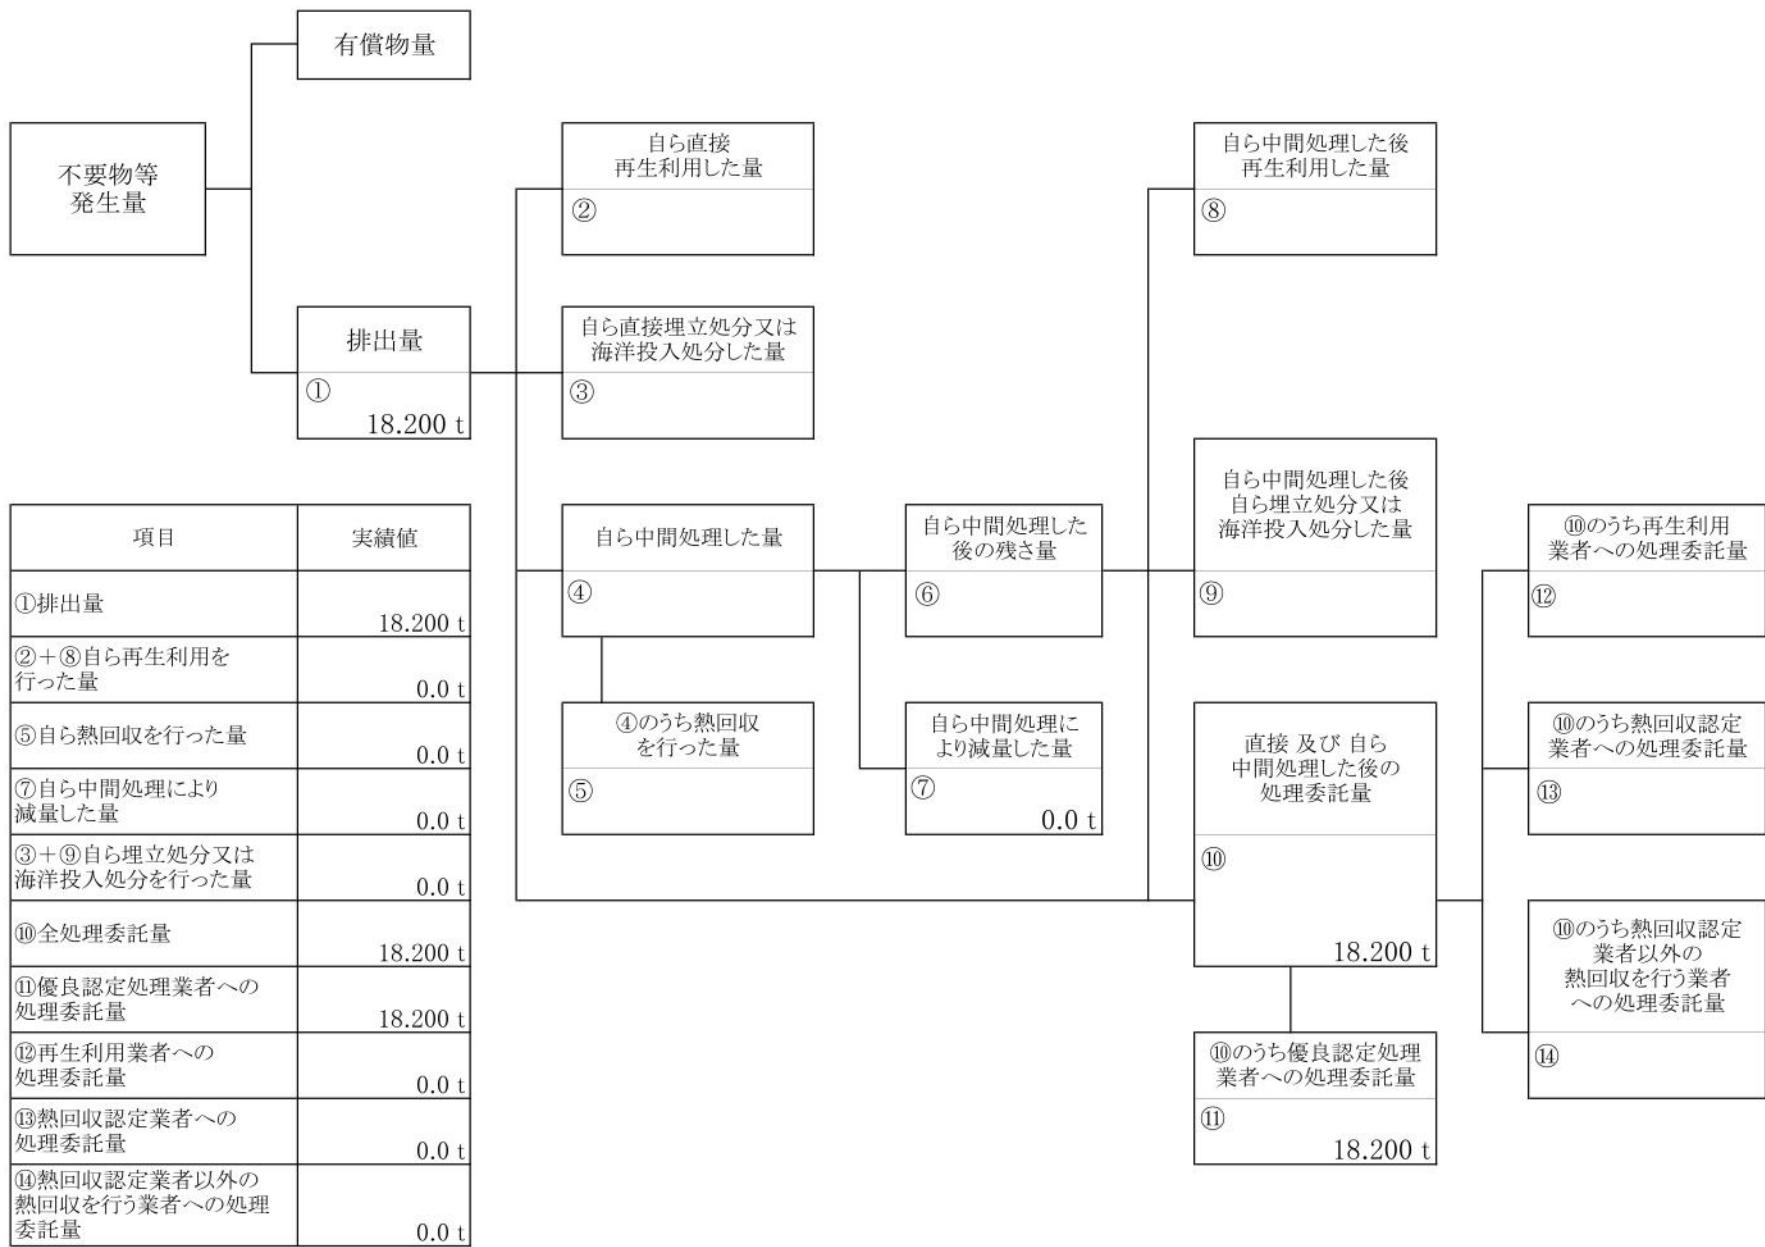 有償物量
不要物等
発生量
排出量
①
18.200 t
自ら直接
再生利用した量
②
自ら直接埋立処分又は
海洋投入処分した量
③
自ら中間処理した量
④
④のうち熱回収
を行った量
⑤
自ら中間処理した
後の残さ量
⑥
自ら中間処理に
より減量した量
⑦
0.0 t
自ら中間処理した後
再生利用した量
⑧
自ら中間処理した後
自ら埋立処分又は
海洋投入処分した量
⑨
直接 及び 自ら
中間処理した後の
処理委託量
⑩
18.200 t
⑩のうち優良認定処理
業者への処理委託量
⑪
18.200 t
⑩のうち再生利用
業者への処理委託量
⑫
⑩のうち熱回収認定
業者への処理委託量
⑬
⑩のうち熱回収認定
業者以外の
熱回収を行う業者
への処理委託量
⑭
項目
実績値
①排出量
18.200 t
②+⑧自ら再生利用を
行った量
0.0 t
⑤自ら熱回収を行った量
0.0 t
⑦自ら中間処理により
減量した量
0.0 t
③+⑨自ら埋立処分又は
海洋投入処分を行った量
0.0 t
⑩全処理委託量
18.200 t
⑪優良認定処理業者への
処理委託量
18.200 t
⑫再生利用業者への
処理委託量
0.0 t
⑬熱回収認定業者への
処理委託量
0.0 t
⑭熱回収認定業者以外の
熱回収を行う業者への処理
委託量
0.0 t